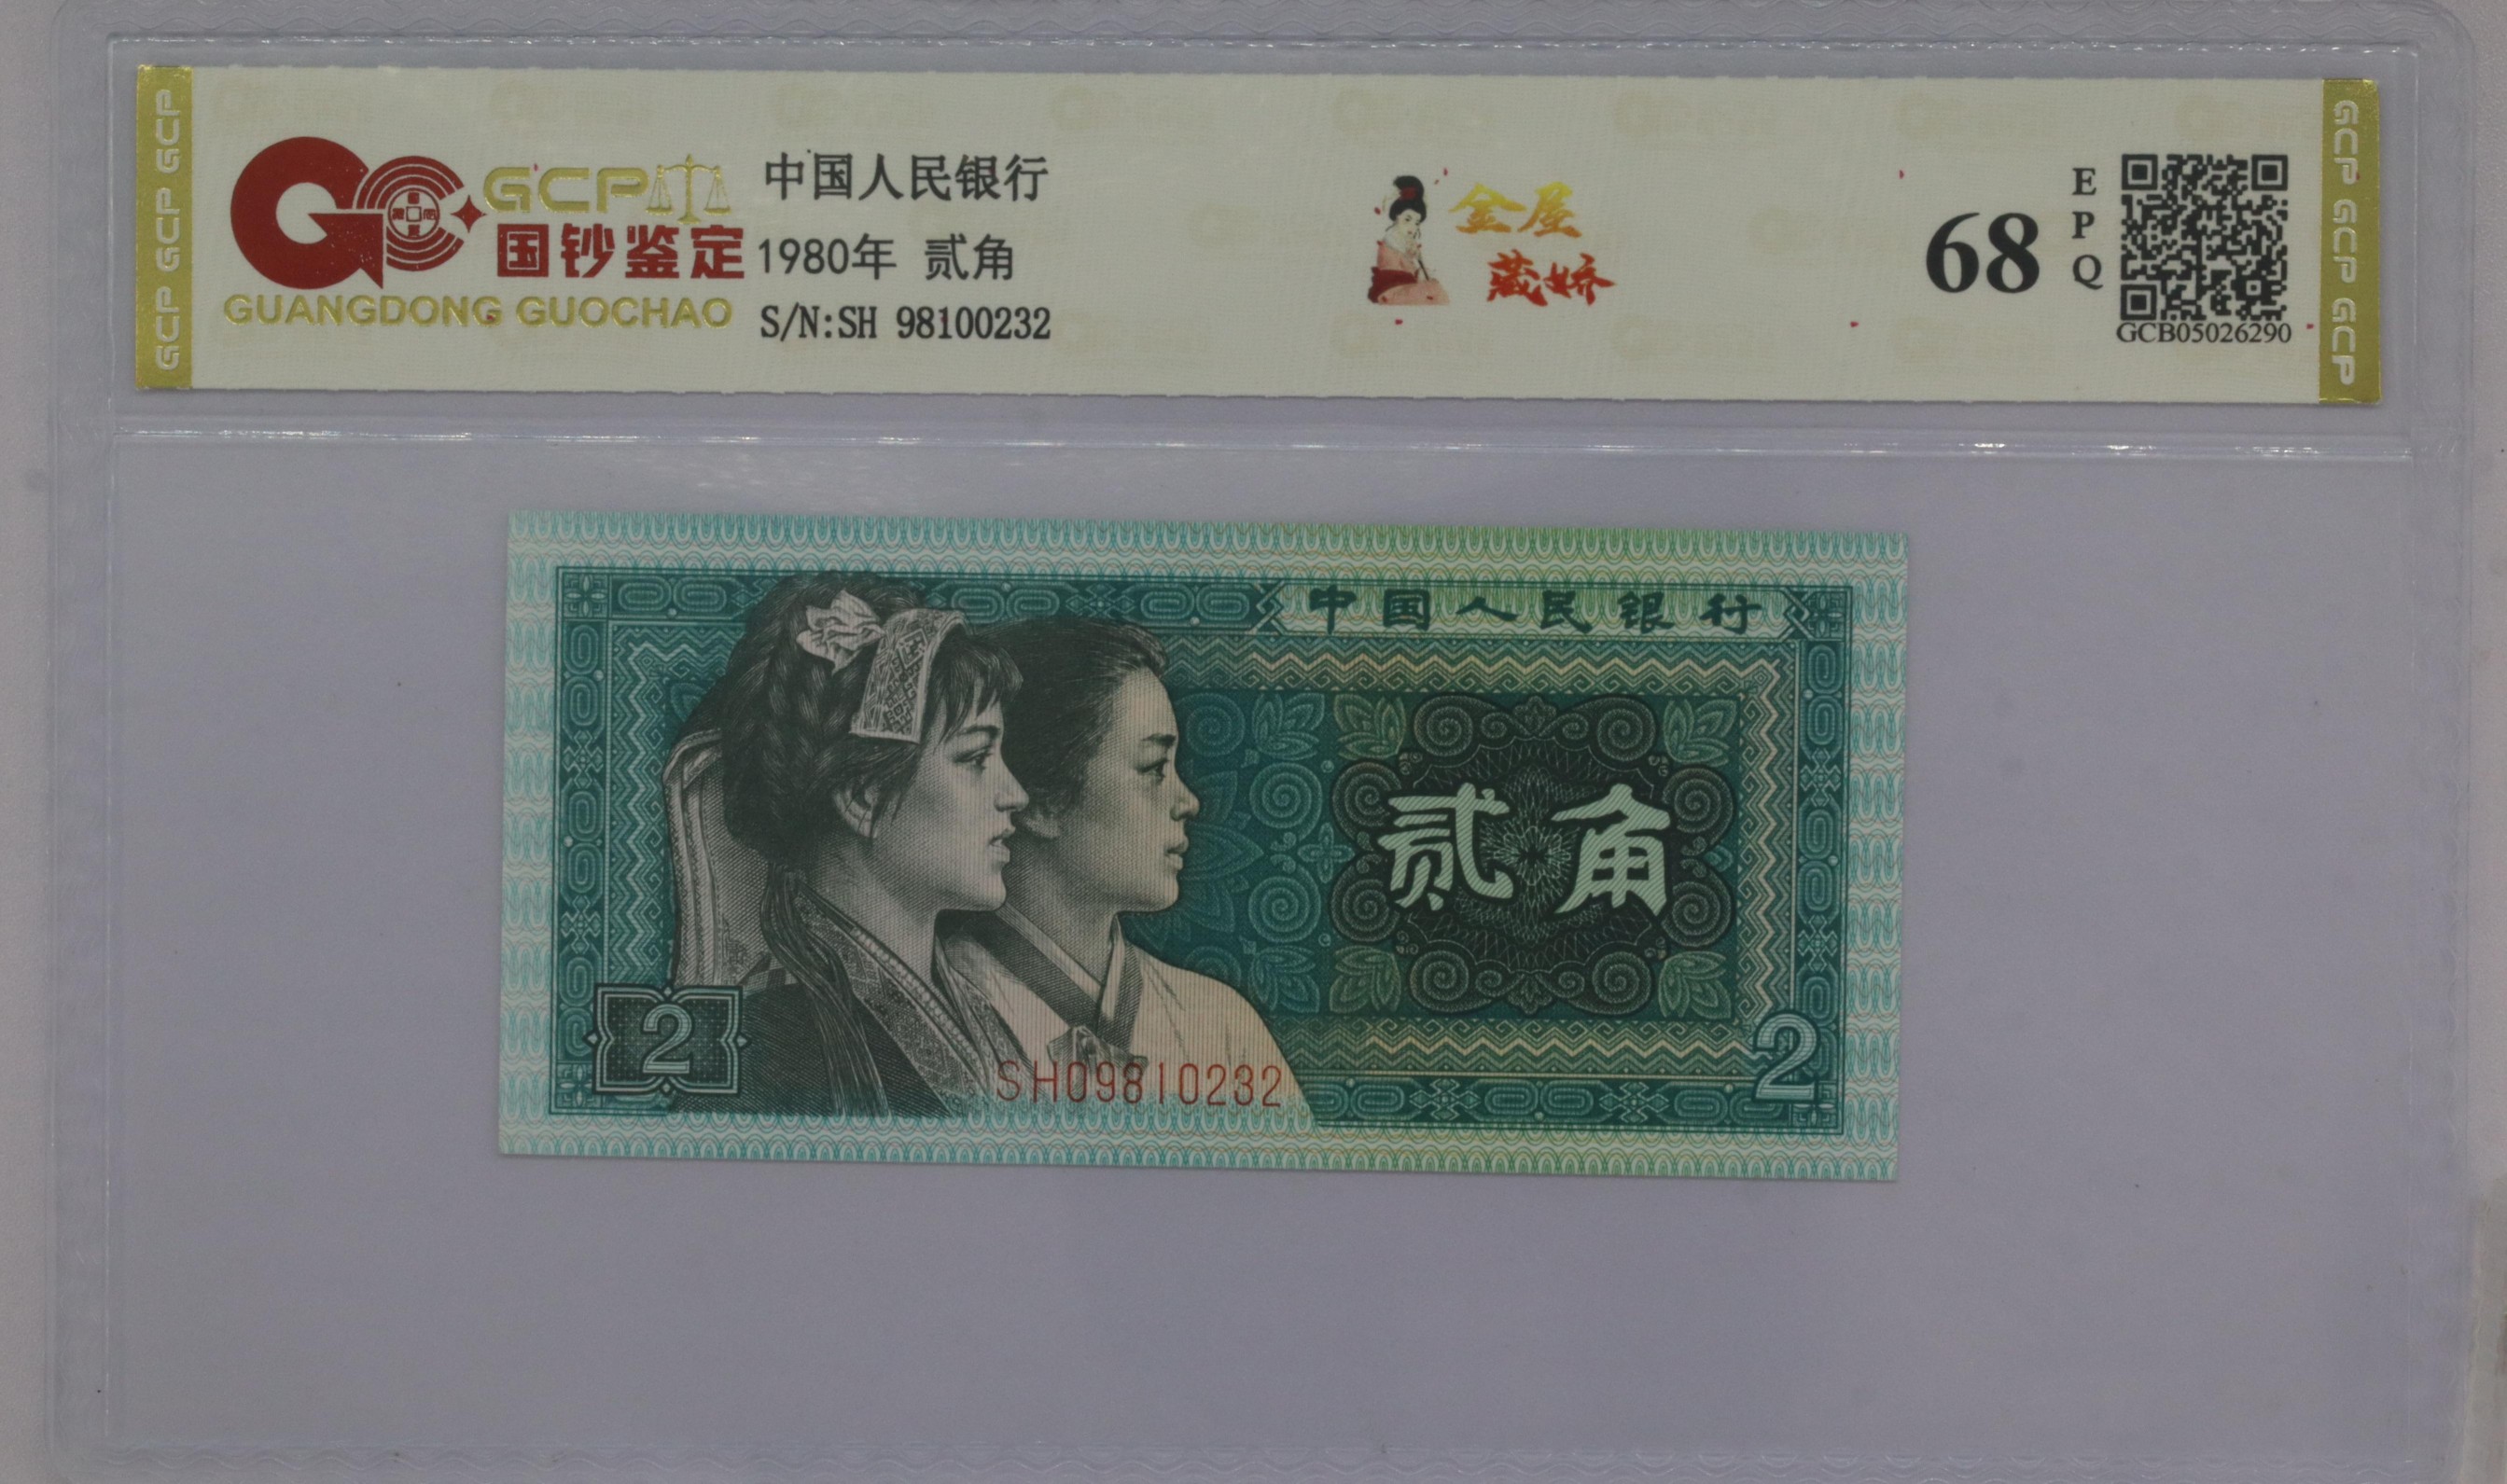 GCP GCP GCP
GCP
国钞鉴定
GUANGDONG GUOCHAO
中国人民银行
1980年 贰角
S/N:SH 98100232
金屋
藏娇
68
E
P
Q
GCB05026290
GCP GCP GCP
中国人民银行
贰角
2
SH09810232
2